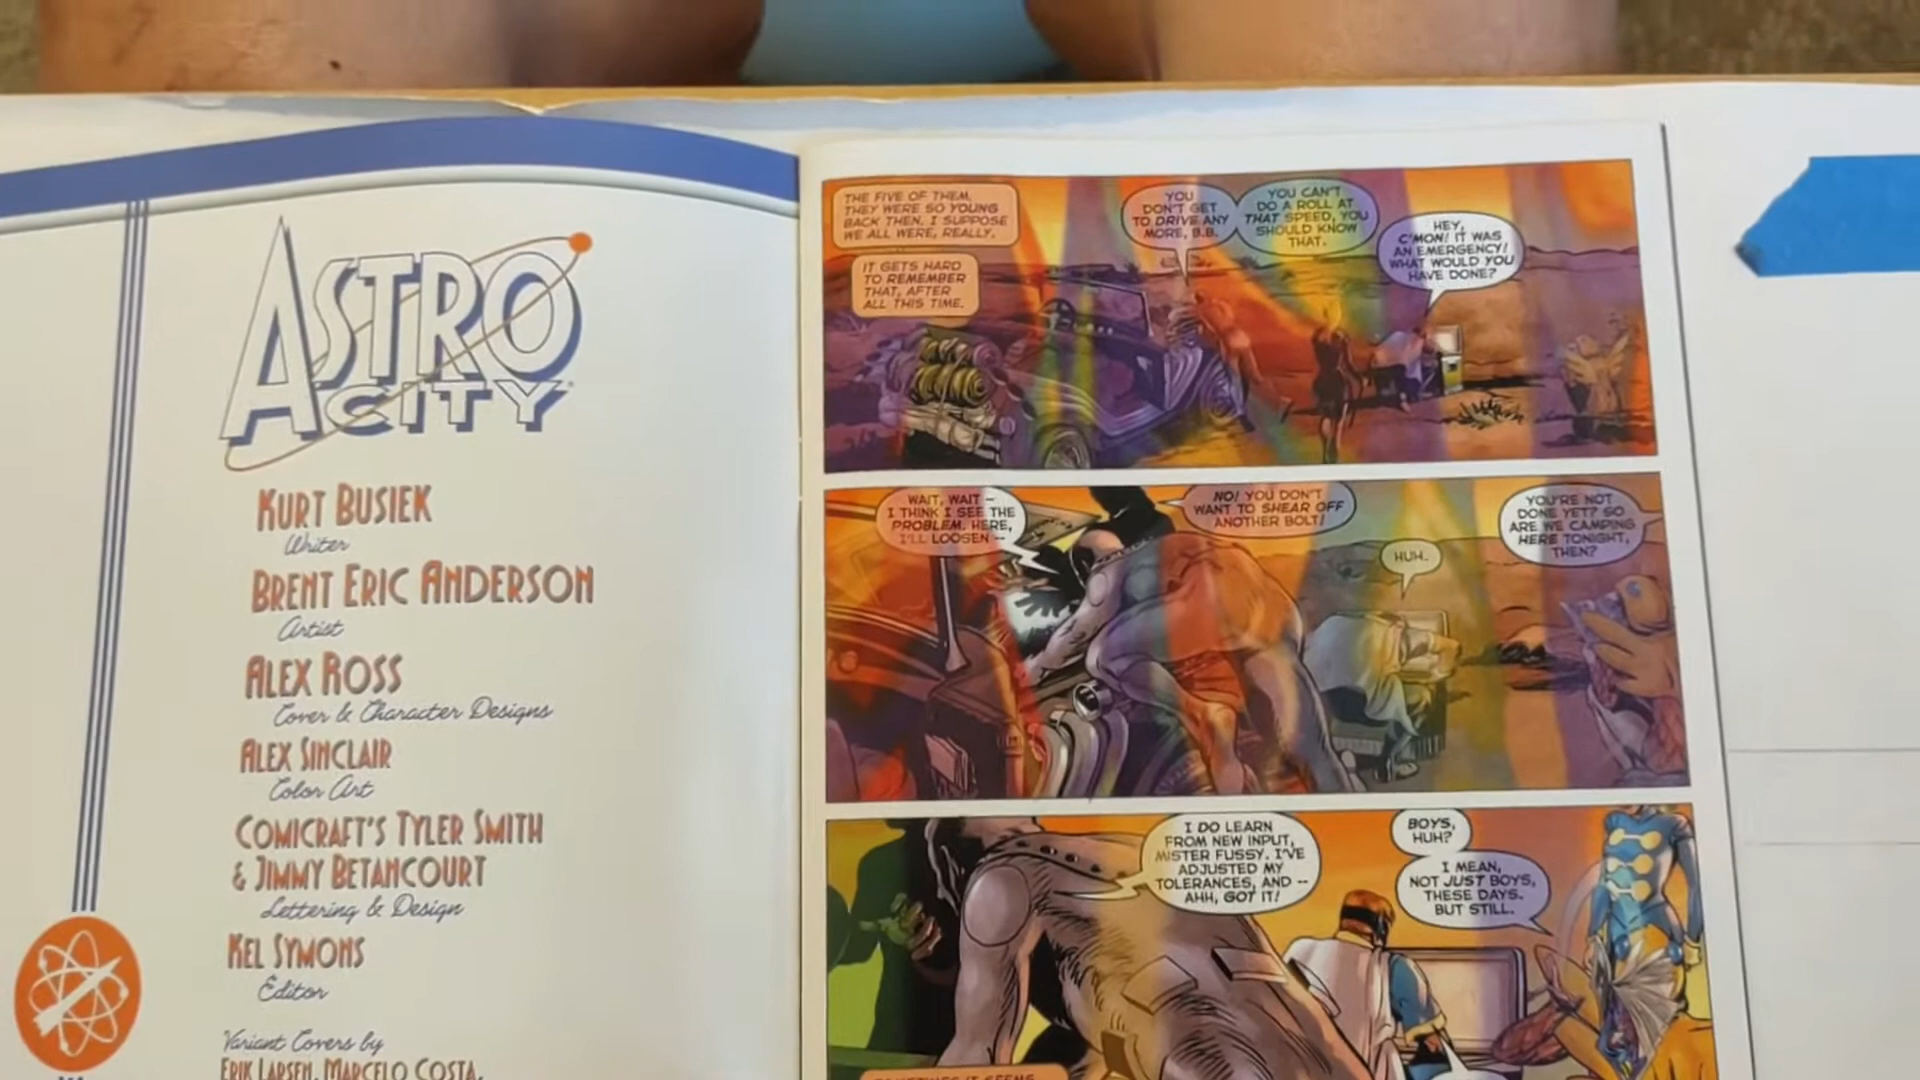 ASTRO
CITY
KURT BUSIEK
Writer
BRENT ERIC ANDERSON
Artist
ALEX ROSS
Cover & Character Designs
ALEX SINCLAIR
Color Art
COMICRAFT'S TYLER SMITH
& JIMMY BETANCOURT
Lettering & Design
KEL SYMONS
Editor
Variant Covers by
ERIK LARSEN, MARCELO COSTA,
THE FIVE OF THEM.
THEY WERE SO YOUNG
BACK THEN. I SUPPOSE
WE ALL WERE, REALLY.
IT GETS HARD
TO REMEMBER
THAT, AFTER
ALL THIS TIME.
YOU
DON'T GET
TO DRIVE ANY
MORE, B.B.
YOU CAN'T
DO A ROLL AT
THAT SPEED, YOU
SHOULD KNOW
THAT.
HEY,
C'MON! IT WAS
AN EMERGENCY!
WHAT WOULD YOU
HAVE DONE?
WAIT, WAIT --
I THINK I SEE THE
PROBLEM. HERE,
I'LL LOOSEN --
NO! YOU DON'T
WANT TO SHEAR OFF
ANOTHER BOLT!
HUH.
YOU'RE NOT
DONE YET? SO
ARE WE CAMPING
HERE TONIGHT,
THEN?
I DO LEARN
FROM NEW INPUT,
MISTER FUSSY. I'VE
ADJUSTED MY
TOLERANCES, AND --
AHH, GOT IT!
BOYS,
HUH?
I MEAN,
NOT JUST BOYS,
THESE DAYS.
BUT STILL.
SOMETIMES IT SEEMS